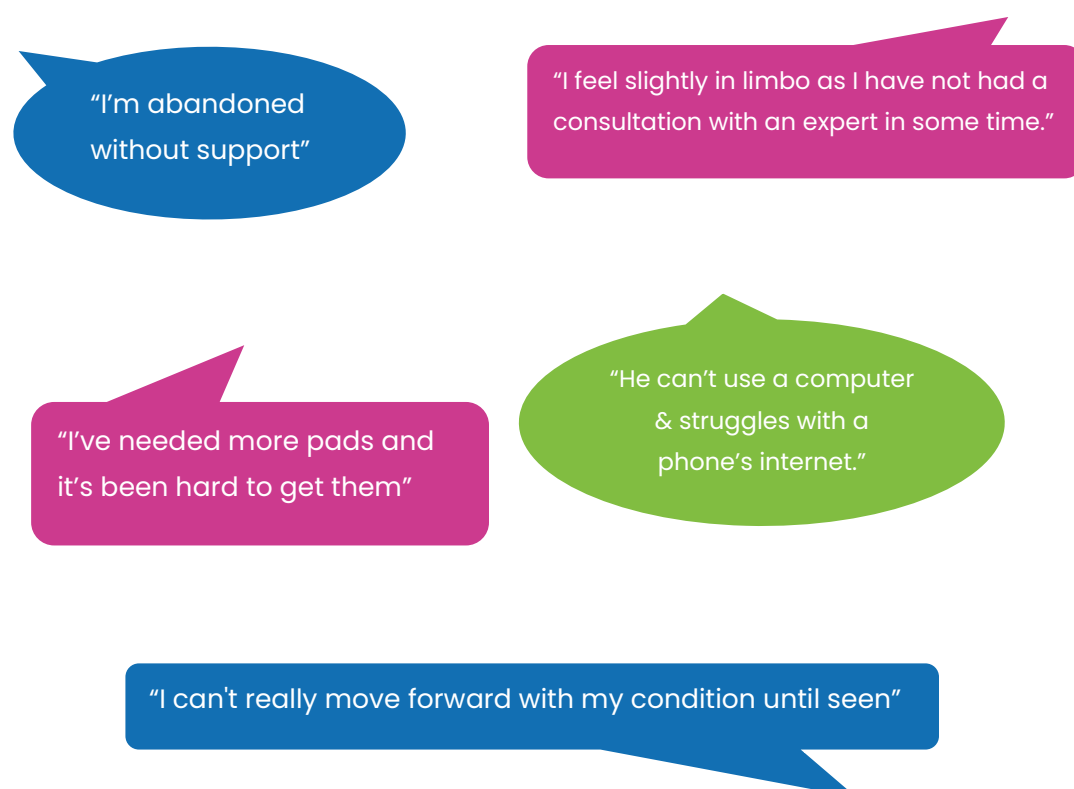 “I’m abandoned
without support”
“I feel slightly in limbo as I have not had a
consultation with an expert in some time.”
“I’ve needed more pads and
it’s been hard to get them”
“He can’t use a computer
& struggles with a
phone’s internet.”
“I can't really move forward with my condition until seen”